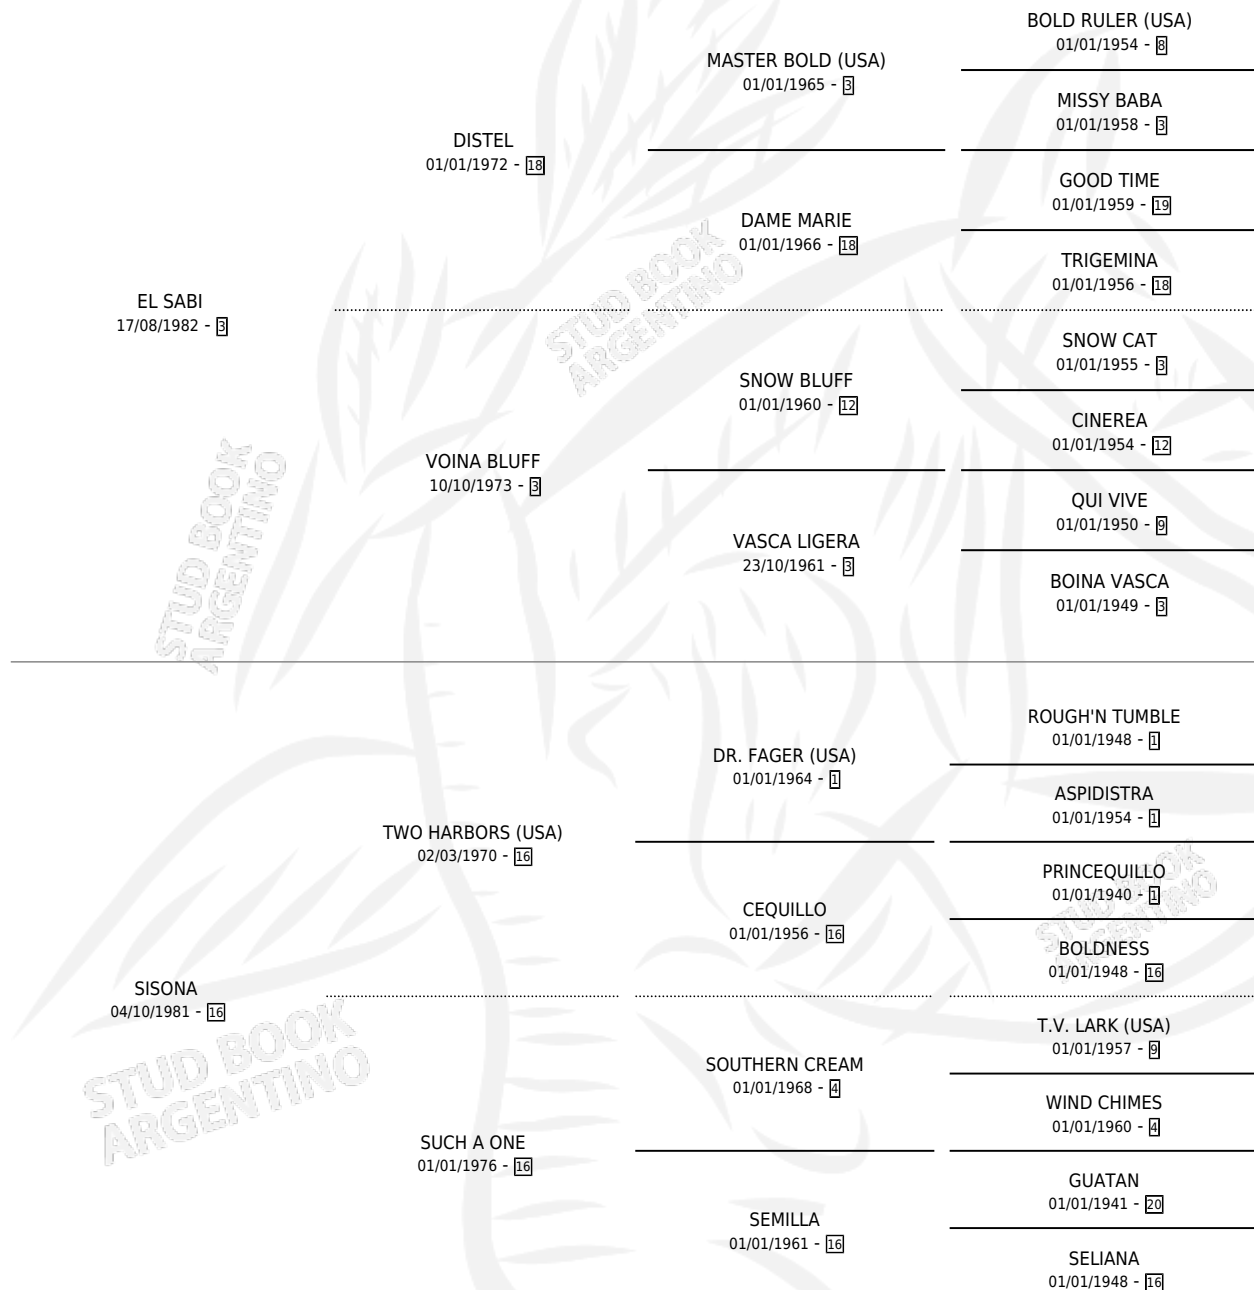 BOLD RULER (USA)
01/01/1954 - 8
MASTER BOLD (USA)
01/01/1965 - 3
MISSY BABA
01/01/1958 - 3
DISTEL
01/01/1972 - 18
GOOD TIME
01/01/1959 - 19
DAME MARIE
01/01/1966 - 18
TRIGEMINA
01/01/1956 - 18
EL SABI
17/08/1982 - 3
SNOW CAT
01/01/1955 - 3
SNOW BLUFF
01/01/1960 - 12
CINEREA
01/01/1954 - 12
VOINA BLUFF
10/10/1973 - 3
QUI VIVE
01/01/1950 - 9
VASCA LIGERA
23/10/1961 - 3
BOINA VASCA
01/01/1949 - 3
ROUGH'N TUMBLE
01/01/1948 - 1
DR. FAGER (USA)
01/01/1964 - 1
ASPIDISTRA
01/01/1954 - 1
TWO HARBORS (USA)
02/03/1970 - 16
PRINCEQUILLO
01/01/1940 - 1
CEQUILLO
01/01/1956 - 16
BOLDNESS
01/01/1948 - 16
SISONA
04/10/1981 - 16
T.V. LARK (USA)
01/01/1957 - 9
SOUTHERN CREAM
01/01/1968 - 4
WIND CHIMES
01/01/1960 - 4
SUCH A ONE
01/01/1976 - 16
GUATAN
01/01/1941 - 20
SEMILLA
01/01/1961 - 16
SELIANA
01/01/1948 - 16
STUD BOOK
ARGENTINO
STUD BOOK
ARGENTINO
STUD BOOK
ARGENTINO
STUD BOOK
ARGENTINO